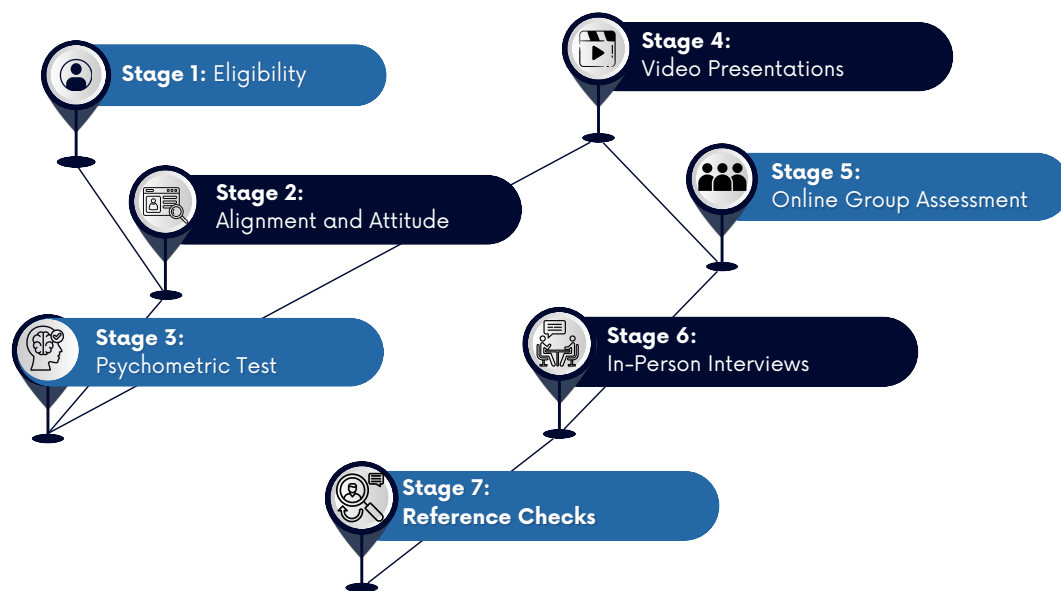 Stage 1: Eligibility
Stage 2:
Alignment and Attitude
Stage 3:
Psychometric Test
Stage 4:
Video Presentations
Stage 5:
Online Group Assessment
Stage 6:
In-Person Interviews
Stage 7:
Reference Checks